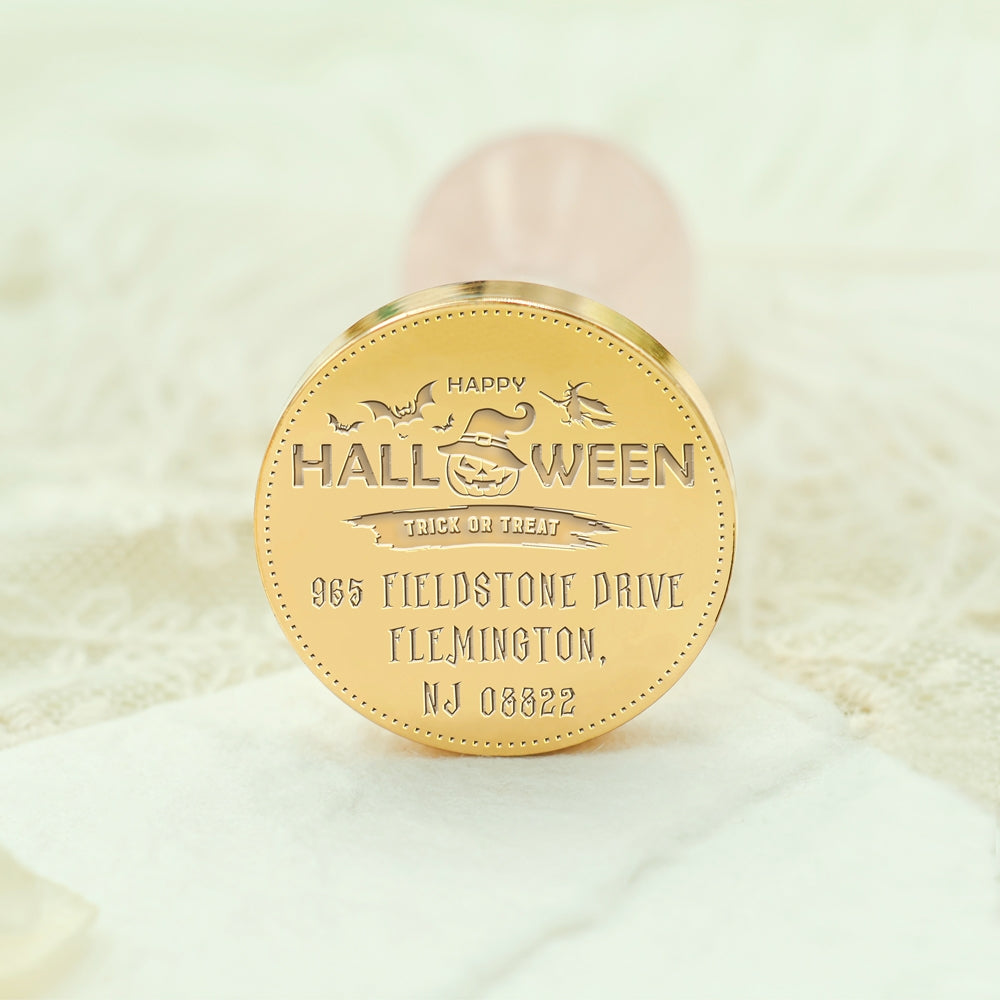 HAPPY
HALLOWEEN
TRICK OR TREAT
965 FIELDSTONE DRIVE
FLEMINGTON,
NJ 08822